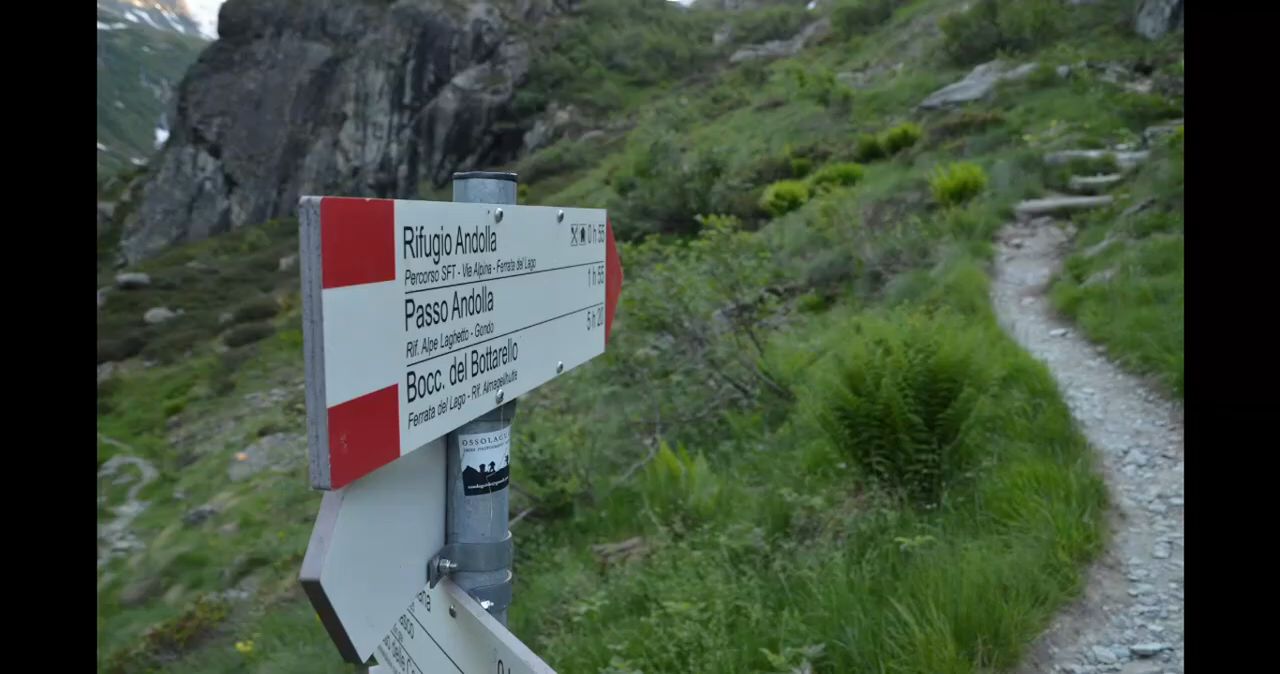 Rifugio Andolla 0 h 55
Percorso SFT - Vie Alpina - Ferrata del Lago
Passo Andolla 1 h 55
Rif. Alpe Laghetto - Gondo
Bocc. del Bottarello 5 h 20
Ferrata del Lago - Rif. Almagellhütte
delle